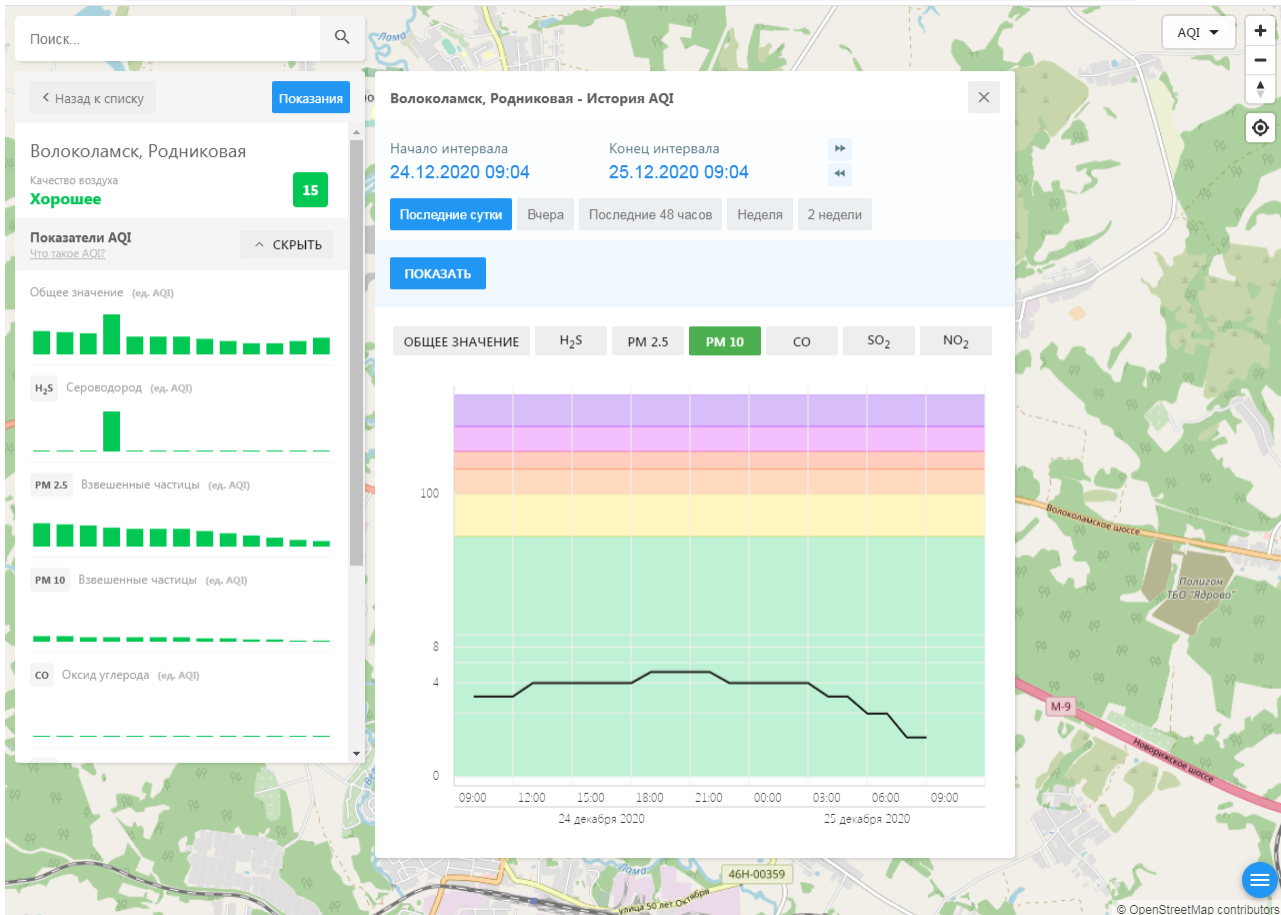 Поиск...
AQI
Назад к списку
Показания
Волоколамск, Родниковая
Качество воздуха
Хорошее
15
Показатели AQI
Что такое AQI?
СКРЫТЬ
Общее значение (ед. AQI)
H2S Сероводород (ед. AQI)
PM 2.5 Взвешенные частицы (ед. AQI)
PM 10 Взвешенные частицы (ед. AQI)
CO Оксид углерода (ед. AQI)
Волоколамск, Родниковая - История AQI
Начало интервала
24.12.2020 09:04
Конец интервала
25.12.2020 09:04
Последние сутки
Вчера
Последние 48 часов
Неделя
2 недели
ПОКАЗАТЬ
ОБЩЕЕ ЗНАЧЕНИЕ
H2S
PM 2.5
PM 10
CO
SO2
NO2
100
8
4
0
09:00 12:00 15:00 18:00 21:00 00:00 03:00 06:00 09:00
24 декабря 2020 25 декабря 2020
Лама
Волоколамское шоссе
Полигон
ТБО "Ядрово"
М-9
Новорижское шоссе
46Н-00359
Лама
улица 50 лет Октября
© OpenStreetMap contributors